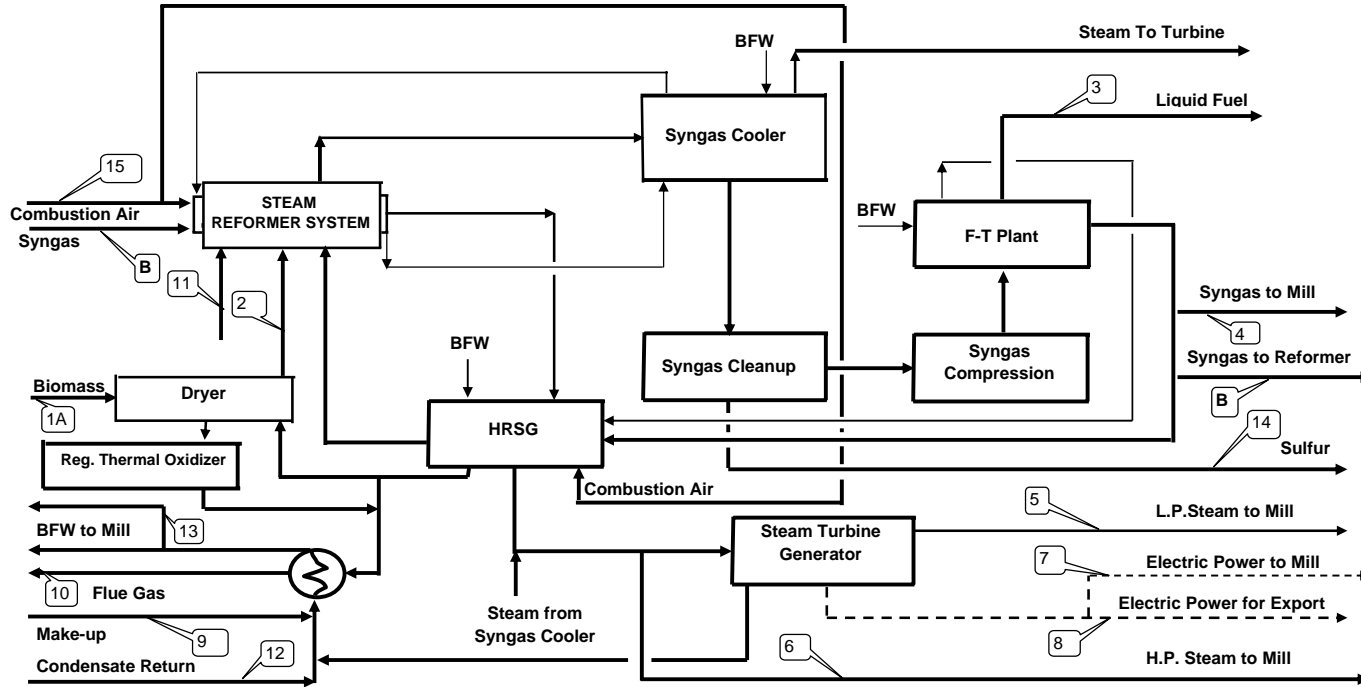 BFW
Steam To Turbine
3
Liquid Fuel
Syngas Cooler
15
STEAM
REFORMER SYSTEM
Combustion Air
Syngas
B
BFW
F-T Plant
11
2
Syngas to Mill
4
BFW
Syngas Cleanup
Syngas
Compression
Syngas to Reformer
B
Biomass
Dryer
1A
HRSG
14
Sulfur
Reg. Thermal Oxidizer
Combustion Air
5
L.P.Steam to Mill
BFW to Mill
13
Steam Turbine
Generator
7
Electric Power to Mill
10
Flue Gas
Steam from
Syngas Cooler
Electric Power for Export
8
Make-up
9
Condensate Return
12
6
H.P. Steam to Mill